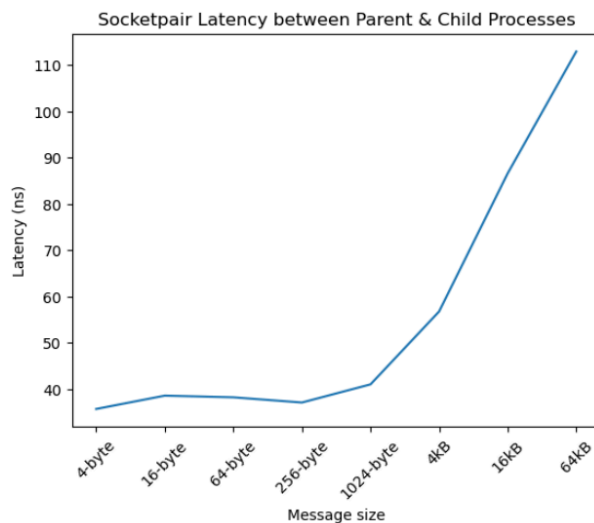 Socketpair Latency between Parent & Child Processes
110
100
90
80
70
60
50
40
Latency (ns)
4-byte
16-byte
64-byte
256-byte
1024-byte
4kB
16kB
64kB
Message size